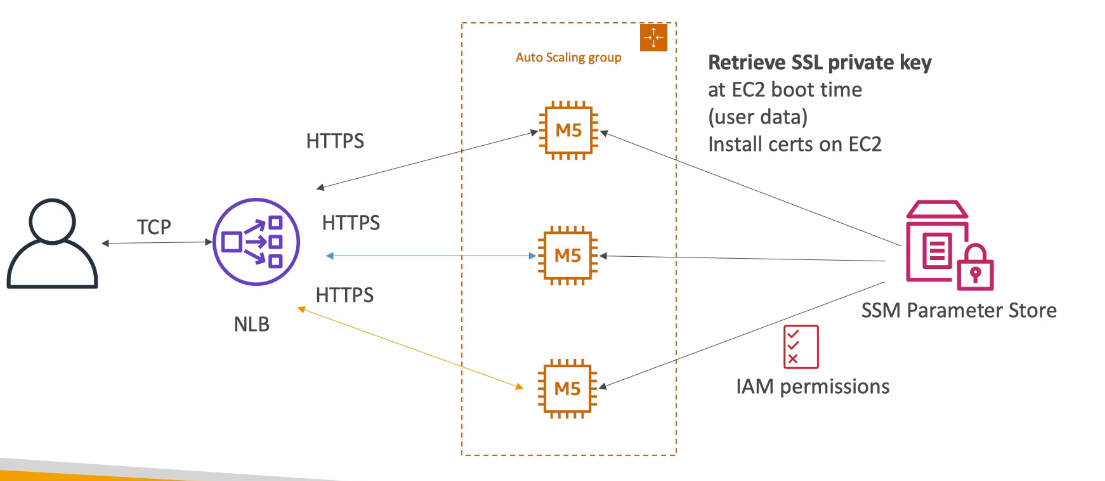 Auto Scaling group
Retrieve SSL private key
at EC2 boot time
(user data)
Install certs on EC2
M5
HTTPS
TCP
HTTPS
M5
HTTPS
NLB
SSM Parameter Store
M5
IAM permissions